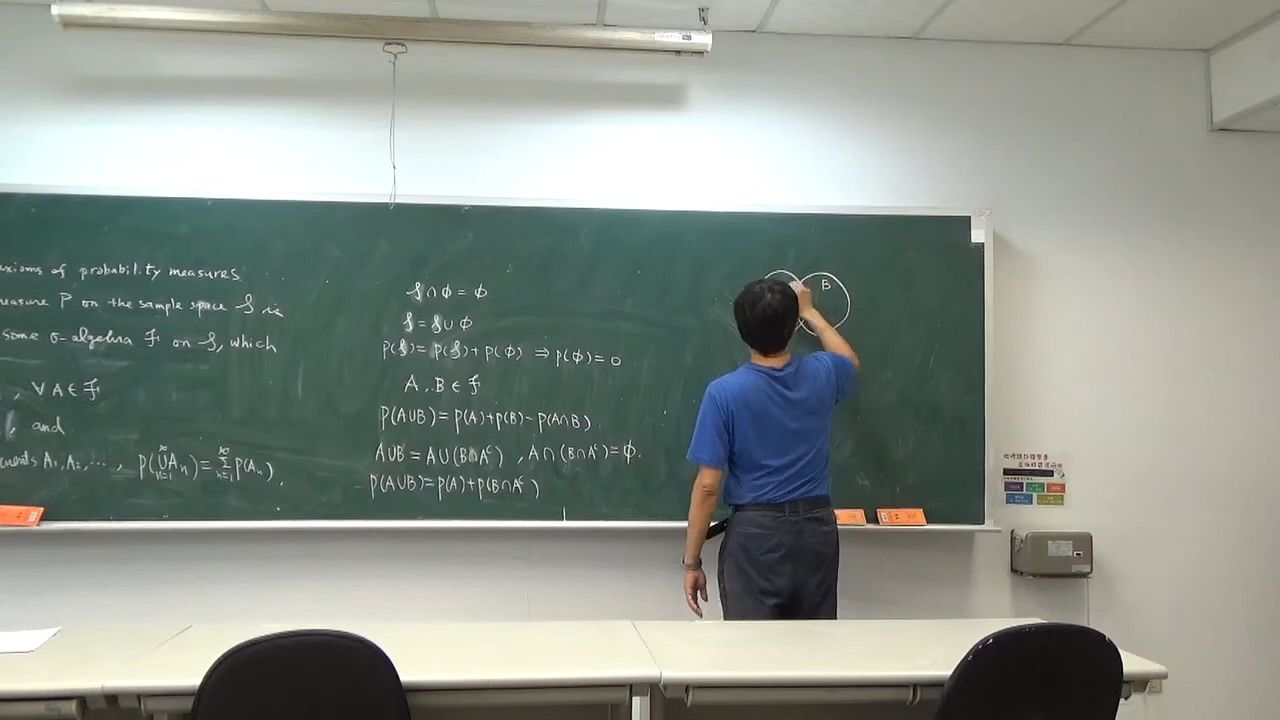 axioms of probability measures
measure P on the sample space S is
some σ-algebra F on S, which
, ∀A∈F
, and
events A₁, A₂, ⋯, P(⋃ₙ₌₁^∞ Aₙ) = Σₙ₌₁^∞ P(Aₙ).
S∩φ = φ
S = S∪φ
P(S) = P(S)+P(φ) ⇒ P(φ) = 0
A, B ∈ F
P(A∪B) = P(A)+P(B)-P(A∩B).
A∪B = A∪(B∩Aᶜ), A∩(B∩Aᶜ) = φ.
P(A∪B) = P(A)+P(B∩Aᶜ)
B